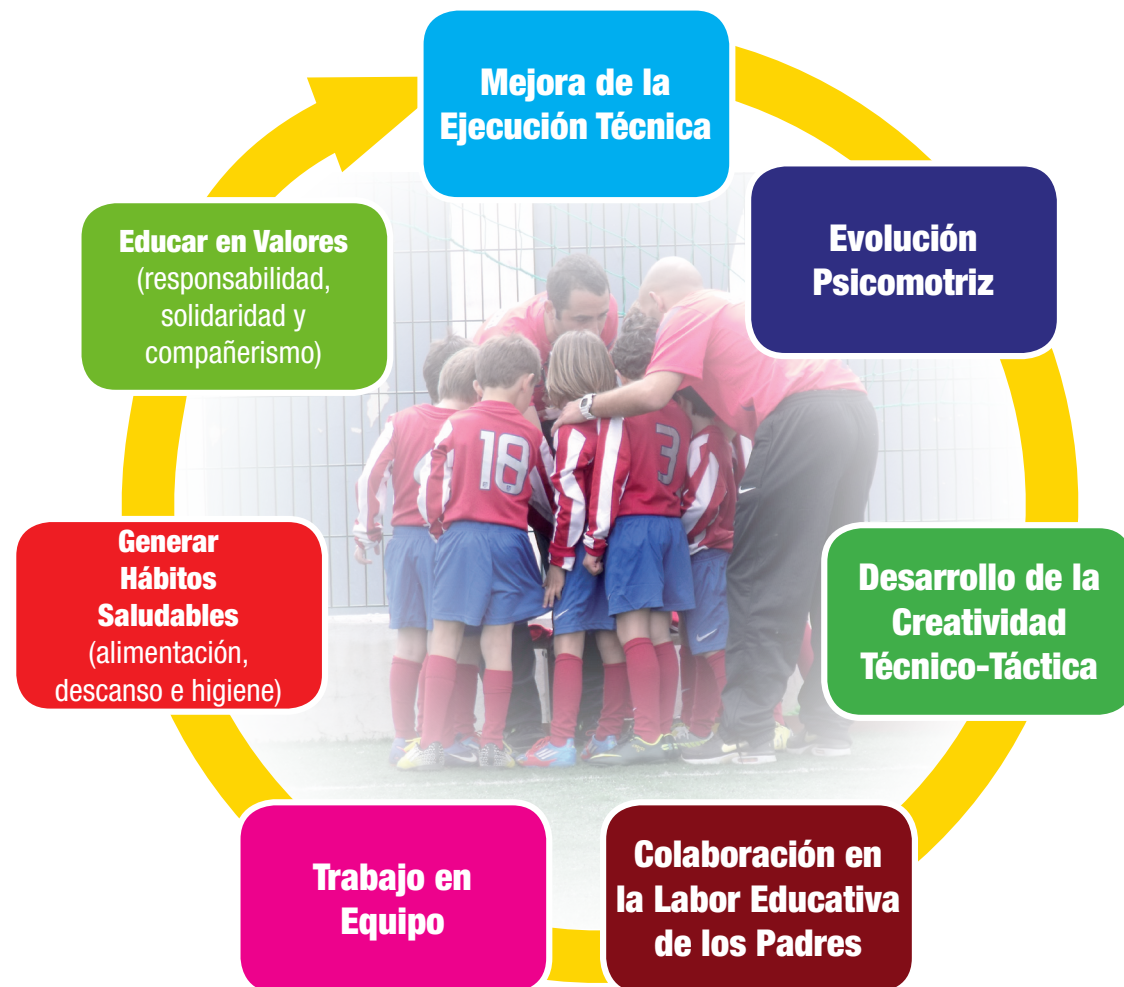 Mejora de la
Ejecución Técnica
Evolución
Psicomotriz
Desarrollo de la
Creatividad
Técnico-Táctica
Colaboración en
la Labor Educativa
de los Padres
Trabajo en
Equipo
Generar
Hábitos
Saludables
(alimentación,
descanso e higiene)
Educar en Valores
(responsabilidad,
solidaridad y
compañerismo)
18
3